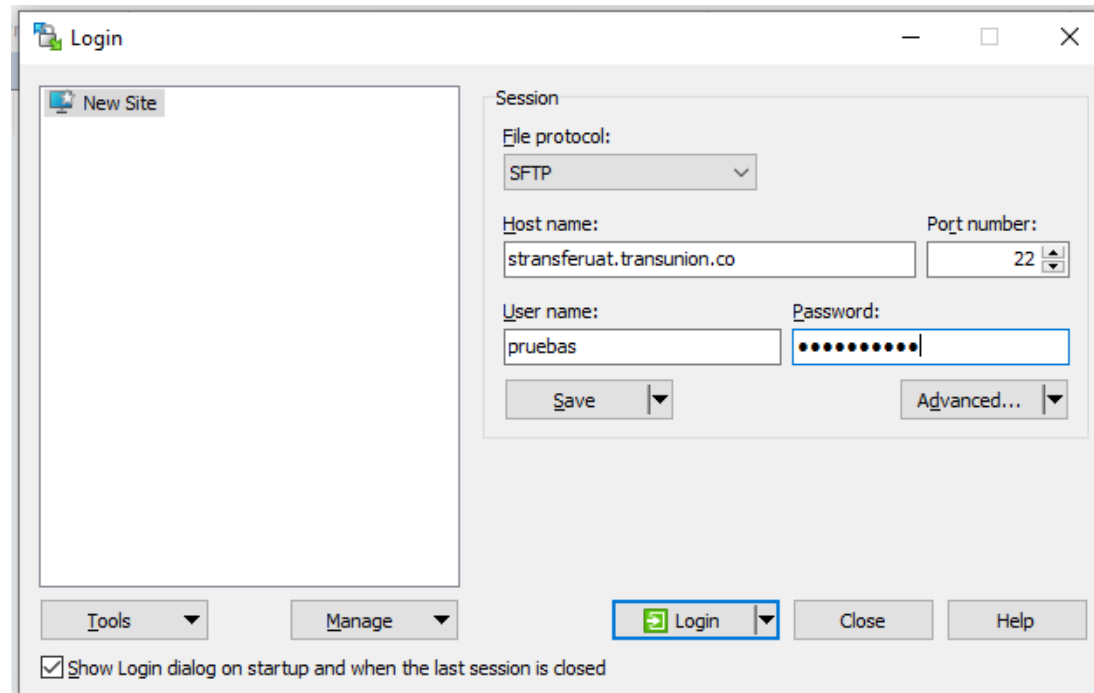 Login
New Site
Session
File protocol:
SFTP
Host name: Port number:
stransferuat.transunion.co 22
User name: Password:
pruebas ●●●●●●●●●●
Save Advanced...
Tools Manage Login Close Help
Show Login dialog on startup and when the last session is closed